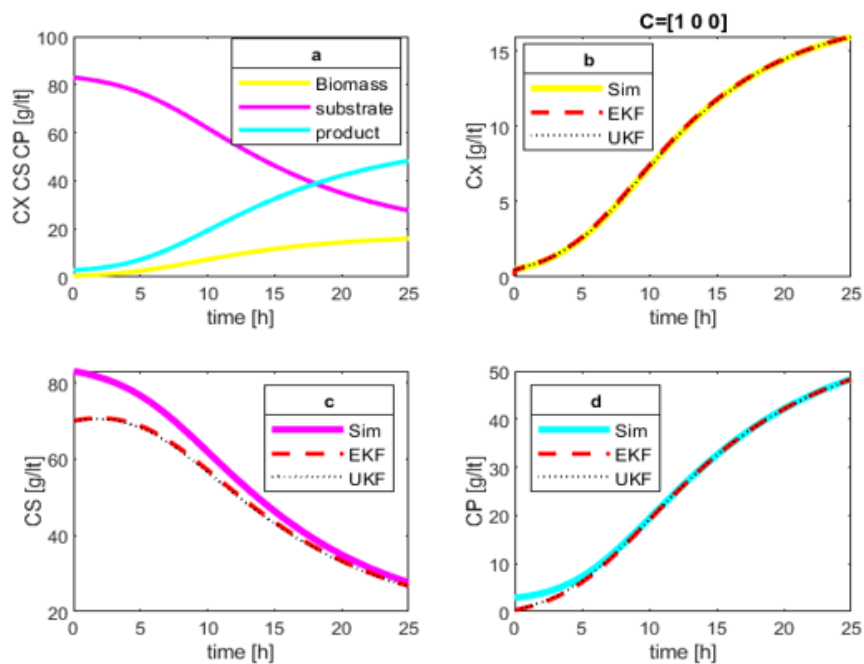 100
80
60
40
20
0
CX CS CP [g/lt]
a
Biomass
substrate
product
0 5 10 15 20 25
time [h]
C=[1 0 0]
15
10
5
0
Cx [g/lt]
b
Sim
EKF
UKF
0 5 10 15 20 25
time [h]
80
60
40
20
CS [g/lt]
c
Sim
EKF
UKF
0 5 10 15 20 25
time [h]
50
40
30
20
10
0
CP [g/lt]
d
Sim
EKF
UKF
0 5 10 15 20 25
time [h]